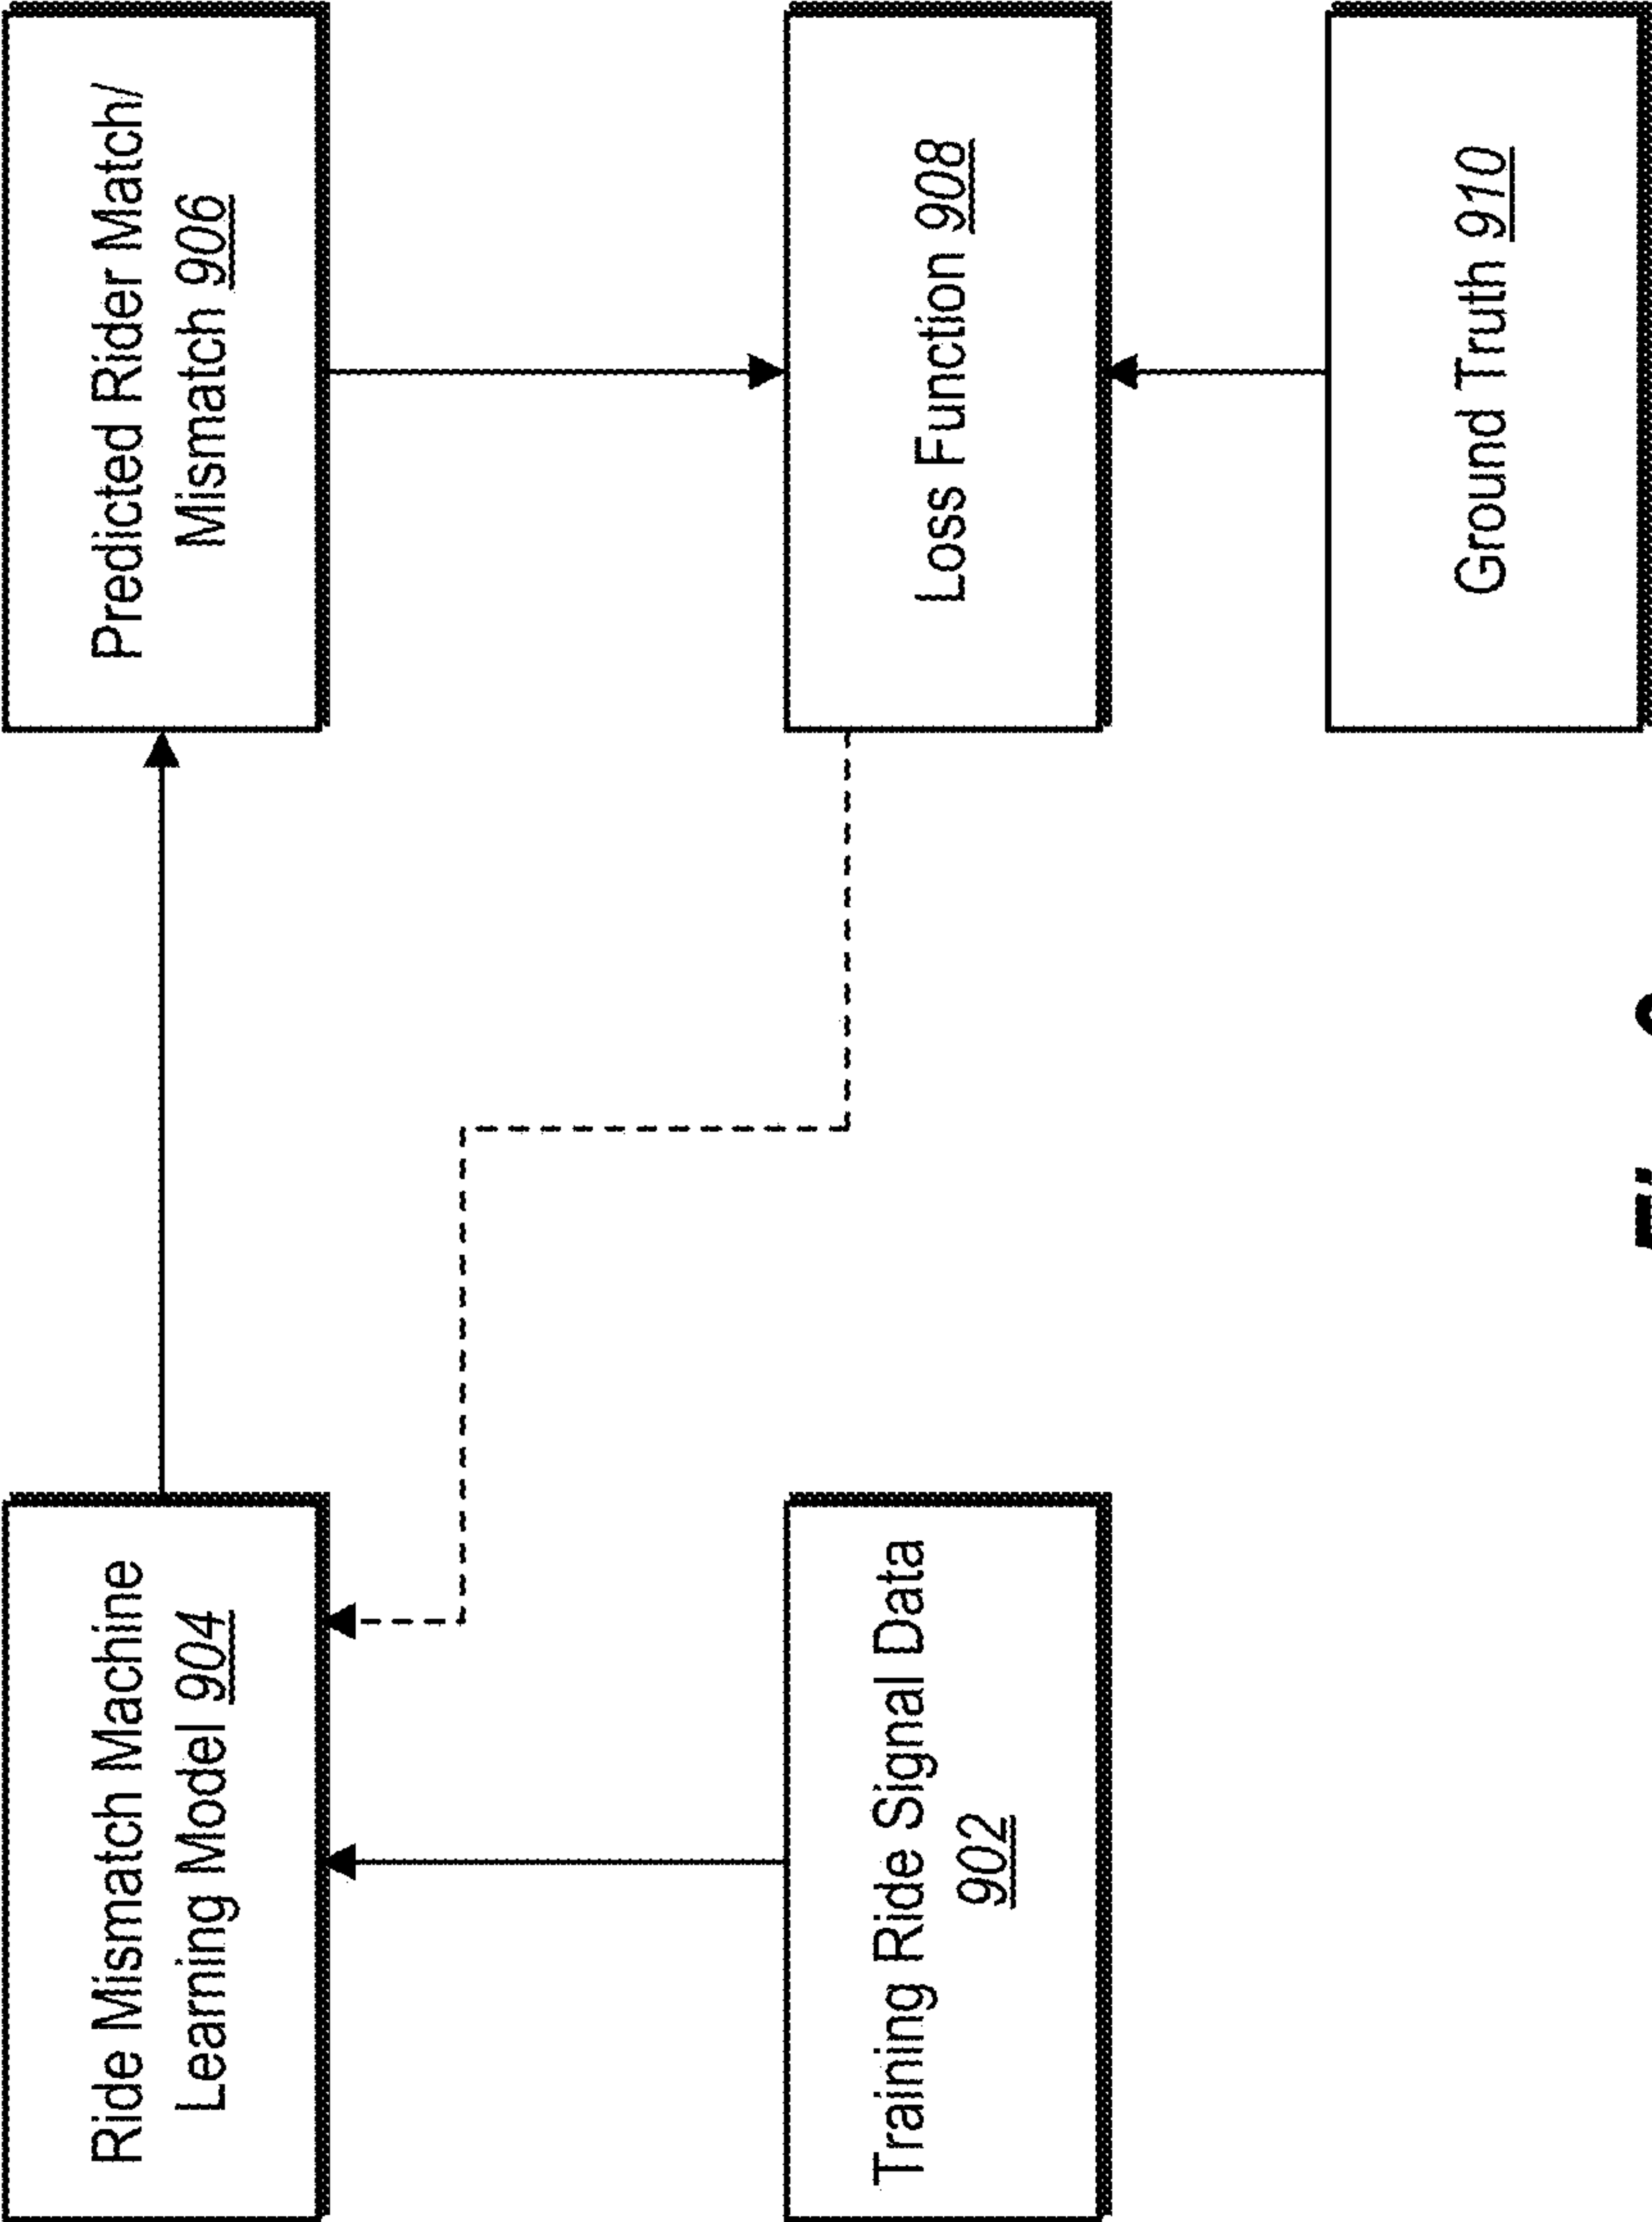 Ride Mismatch Machine
Learning Model 904
Predicted Rider Match/
Mismatch 906
Training Ride Signal Data
902
Loss Function 908
Ground Truth 910